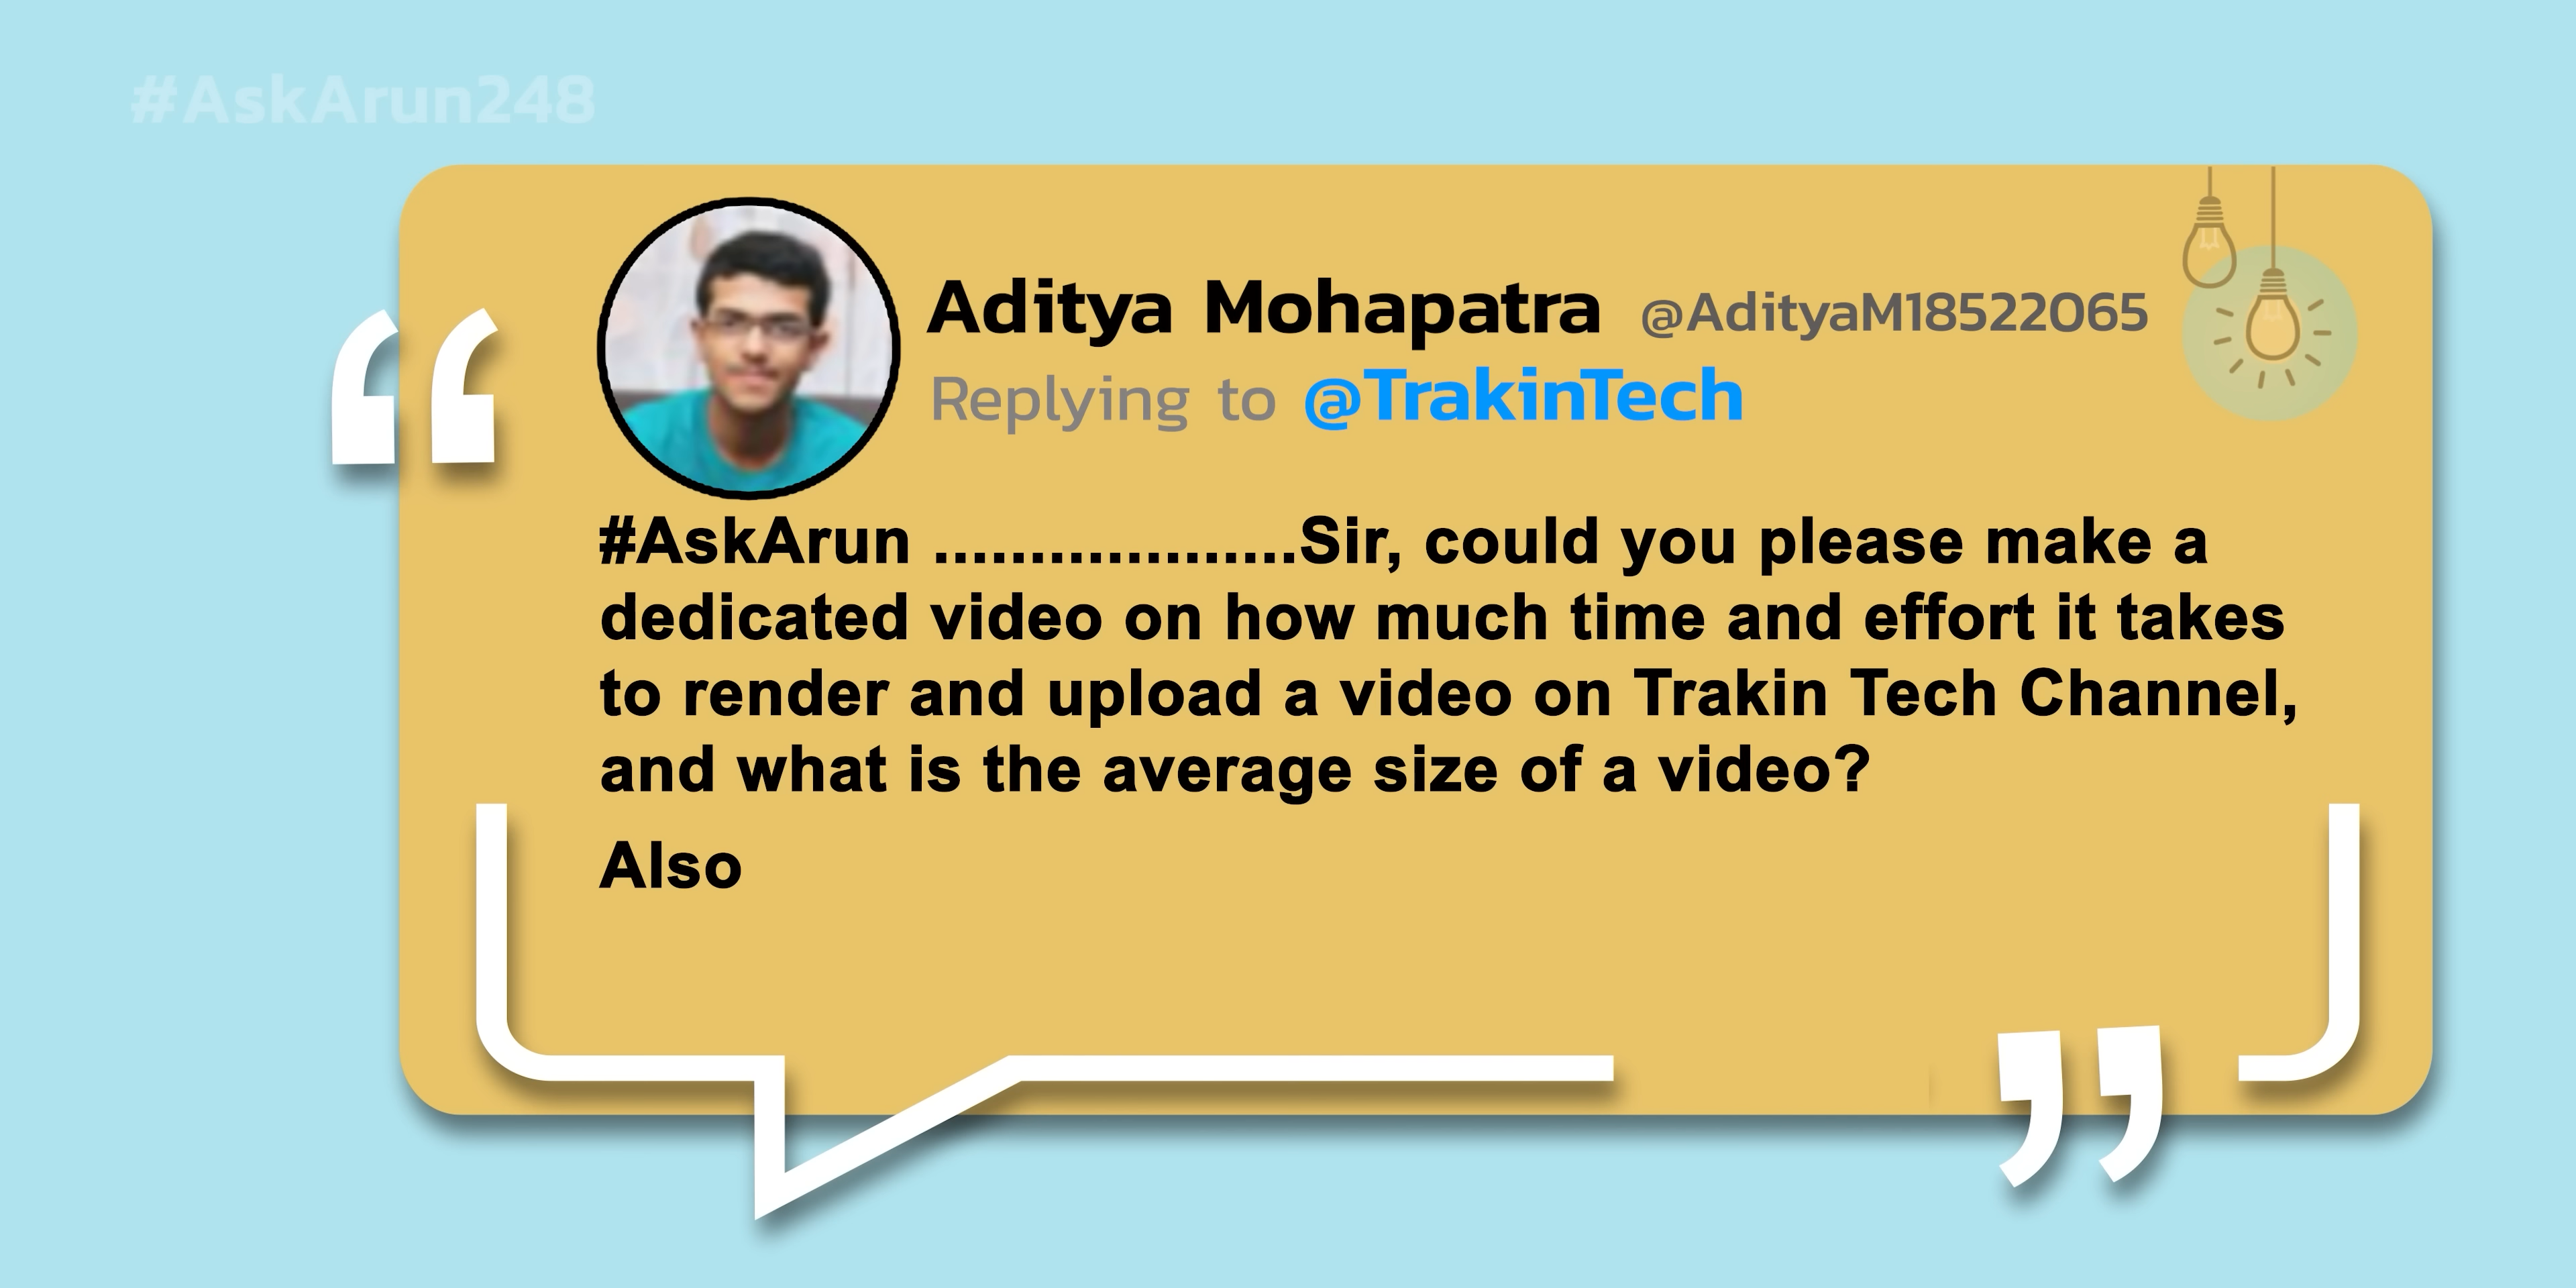 #AskArun248
Aditya Mohapatra @AdityaM18522065
Replying to @TrakinTech
#AskArun ...................Sir, could you please make a
dedicated video on how much time and effort it takes
to render and upload a video on Trakin Tech Channel,
and what is the average size of a video?
Also